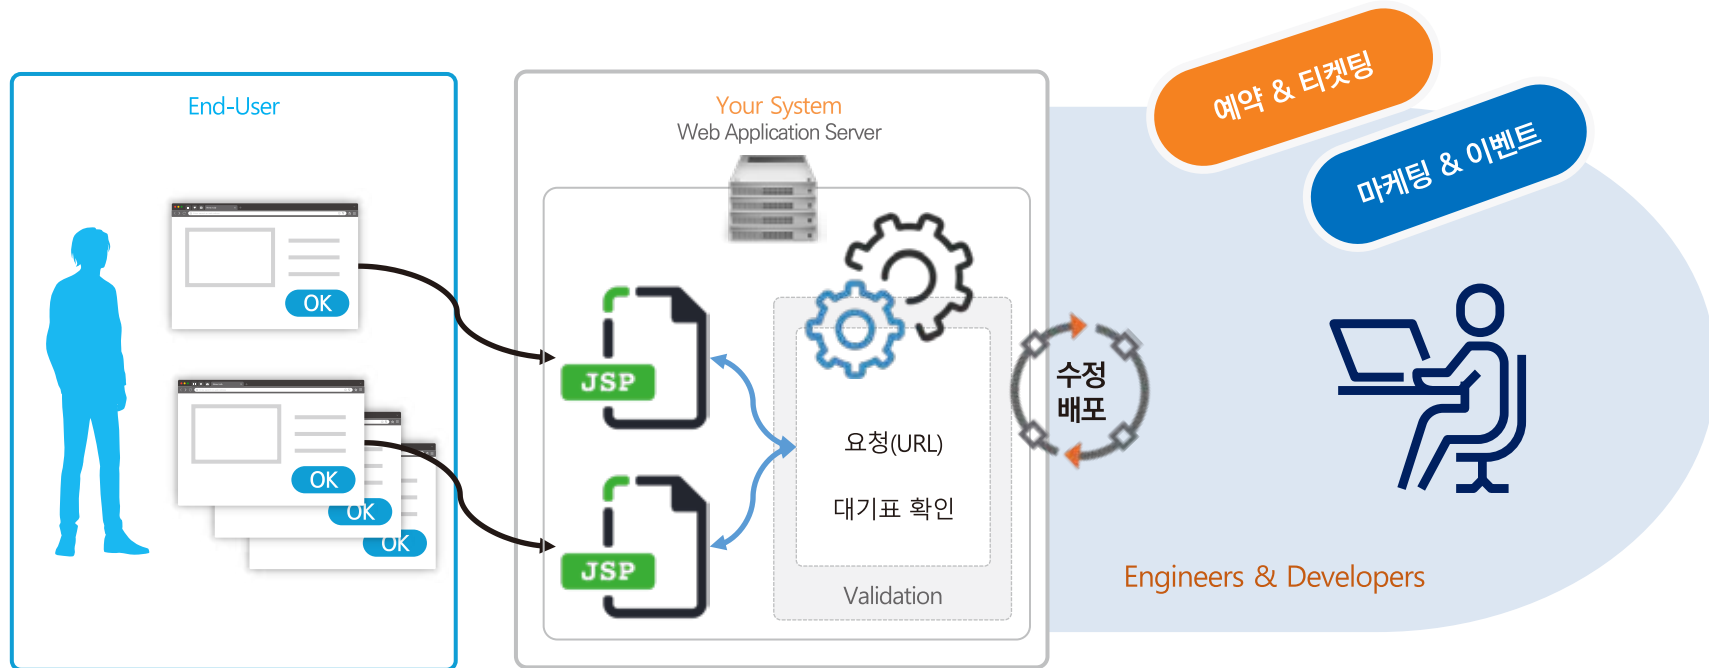 End-User
OK
OK
OK
OK
Your System
Web Application Server
JSP
JSP
요청(URL)
대기표 확인
Validation
수정
배포
예약 & 티켓팅
마케팅 & 이벤트
Engineers & Developers